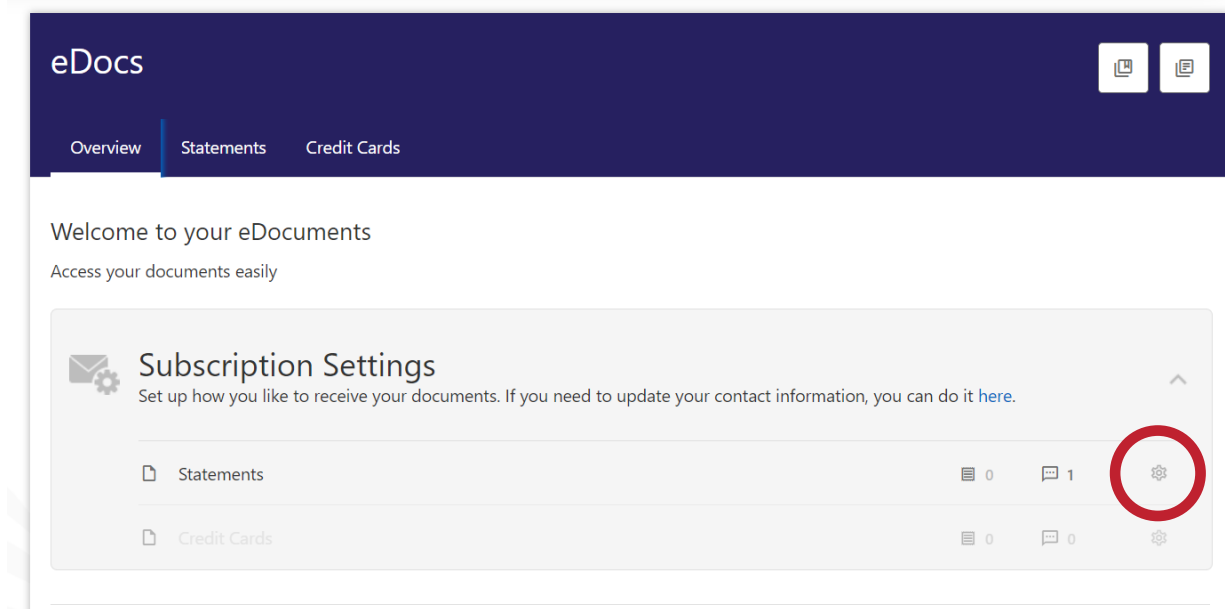 eDocs
Overview Statements Credit Cards
Welcome to your eDocuments
Access your documents easily
Subscription Settings
Set up how you like to receive your documents. If you need to update your contact information, you can do it here.
Statements 0 1
Credit Cards 0 0